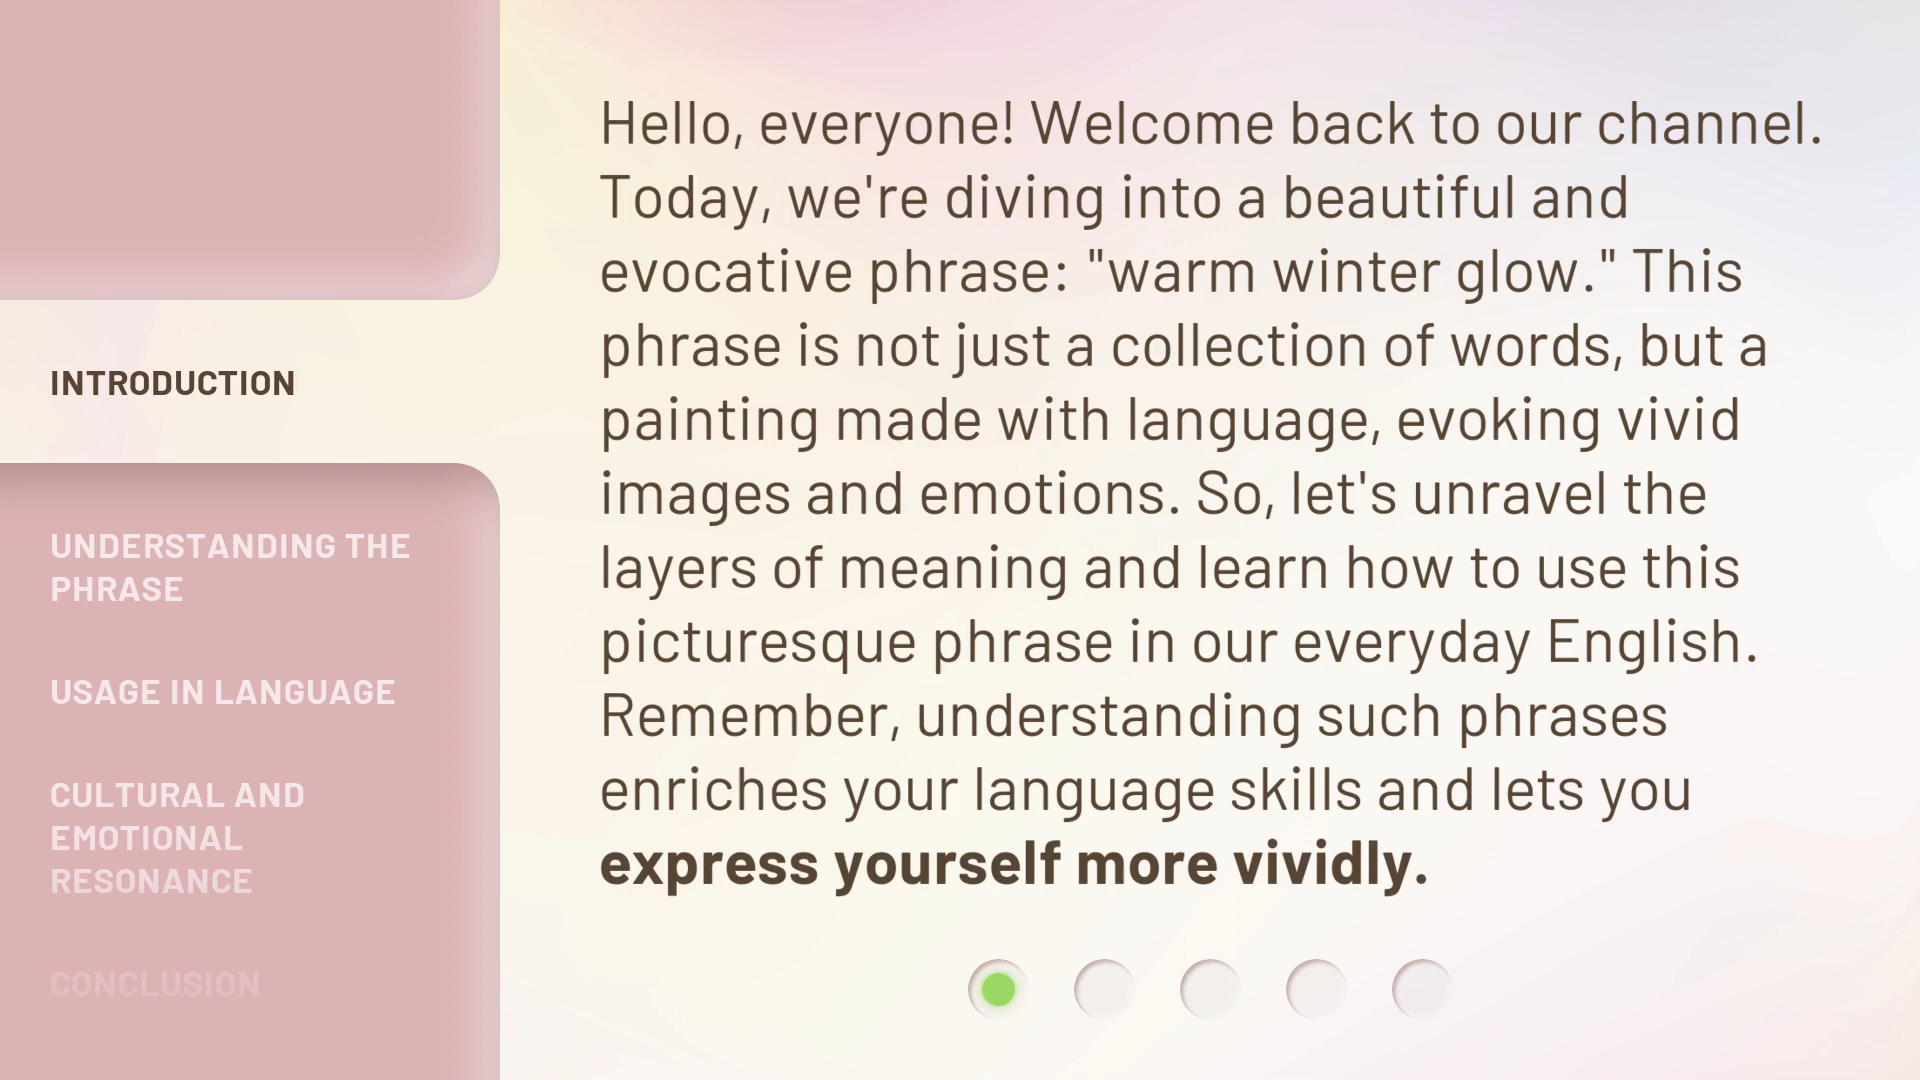 INTRODUCTION
UNDERSTANDING THE
PHRASE
USAGE IN LANGUAGE
CULTURAL AND
EMOTIONAL
RESONANCE
CONCLUSION
Hello, everyone! Welcome back to our channel.
Today, we're diving into a beautiful and
evocative phrase: "warm winter glow." This
phrase is not just a collection of words, but a
painting made with language, evoking vivid
images and emotions. So, let's unravel the
layers of meaning and learn how to use this
picturesque phrase in our everyday English.
Remember, understanding such phrases
enriches your language skills and lets you
express yourself more vividly.